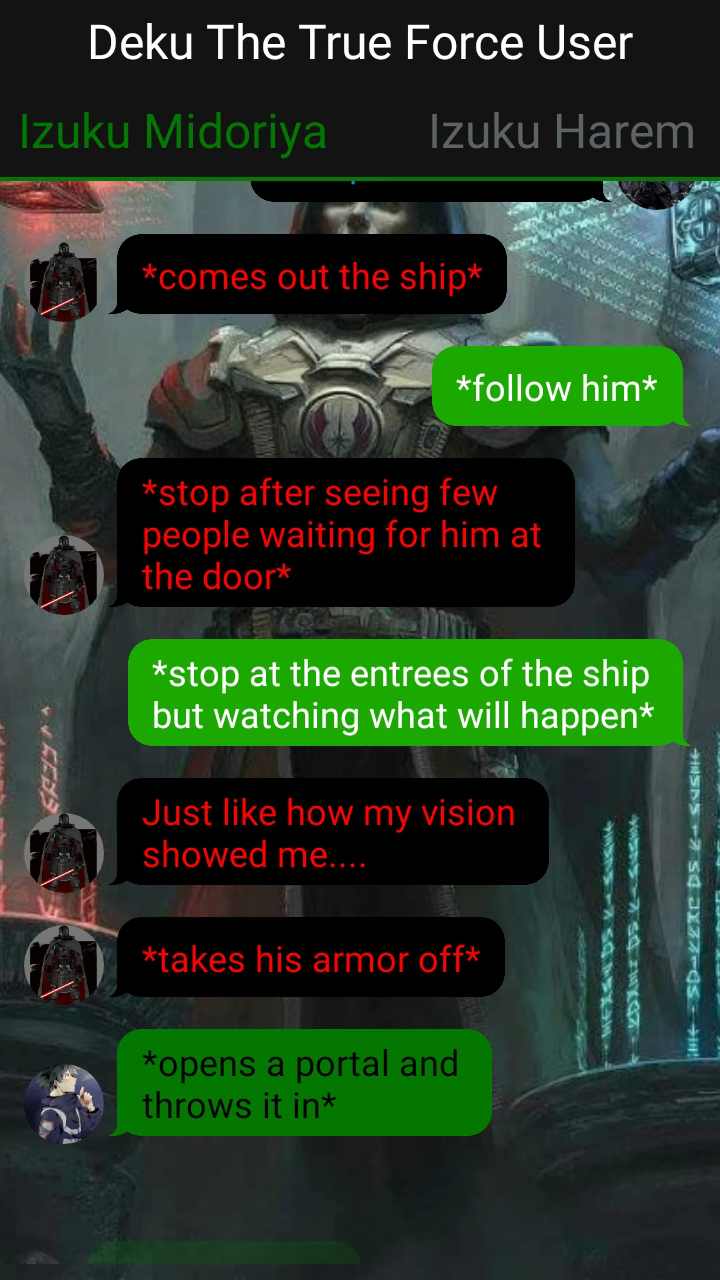 Deku The True Force User
Izuku Midoriya
Izuku Harem
*comes out the ship*
*follow him*
*stop after seeing few
people waiting for him at
the door*
*stop at the entrees of the ship
but watching what will happen*
Just like how my vision
showed me....
*takes his armor off*
*opens a portal and
throws it in*